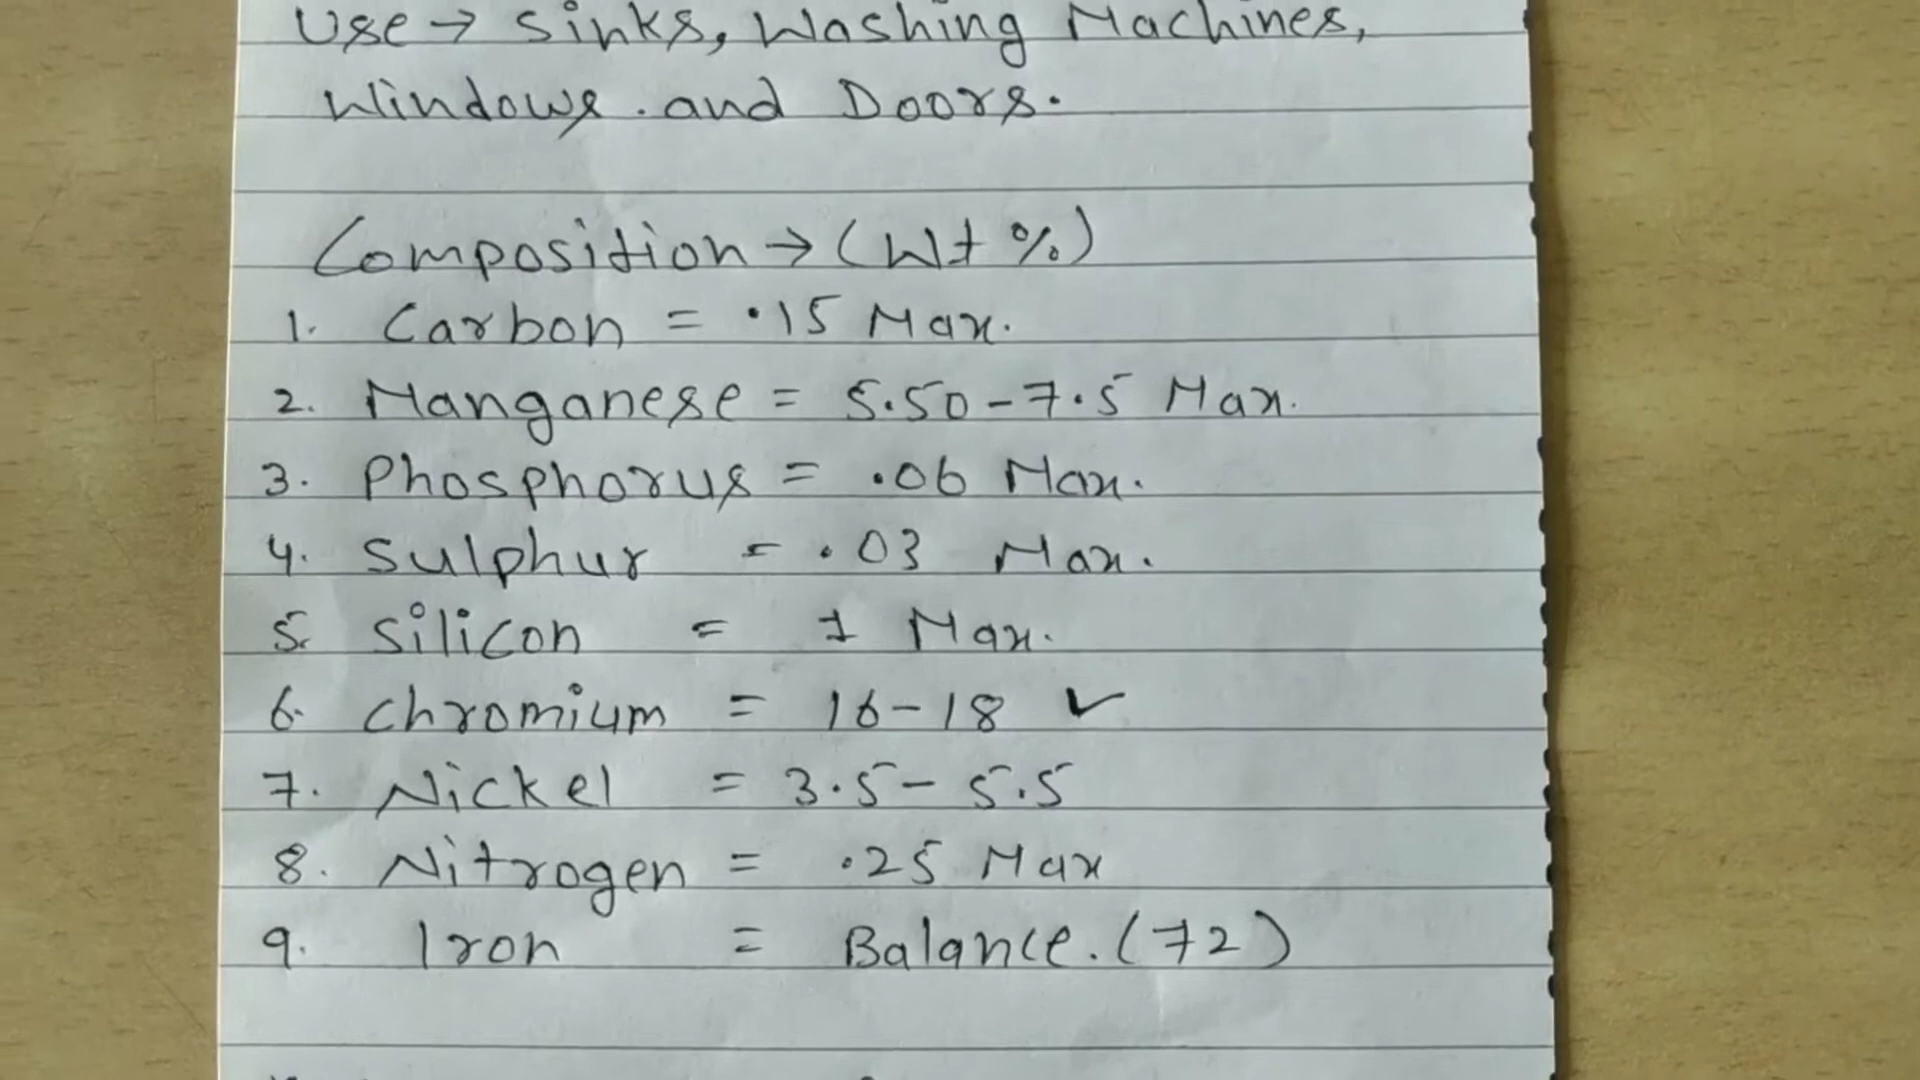 Use → Sinks, Washing Machines,
Windows. and Doors.
Composition → (Wt %)
1. Carbon = .15 Max.
2. Manganese = 5.50 - 7.5 Max.
3. Phosphorus = .06 Max.
4. Sulphur = .03 Max.
5. Silicon = 1 Max.
6. Chromium = 16-18 ✓
7. Nickel = 3.5 - 5.5
8. Nitrogen = .25 Max
9. Iron = Balance. (72)